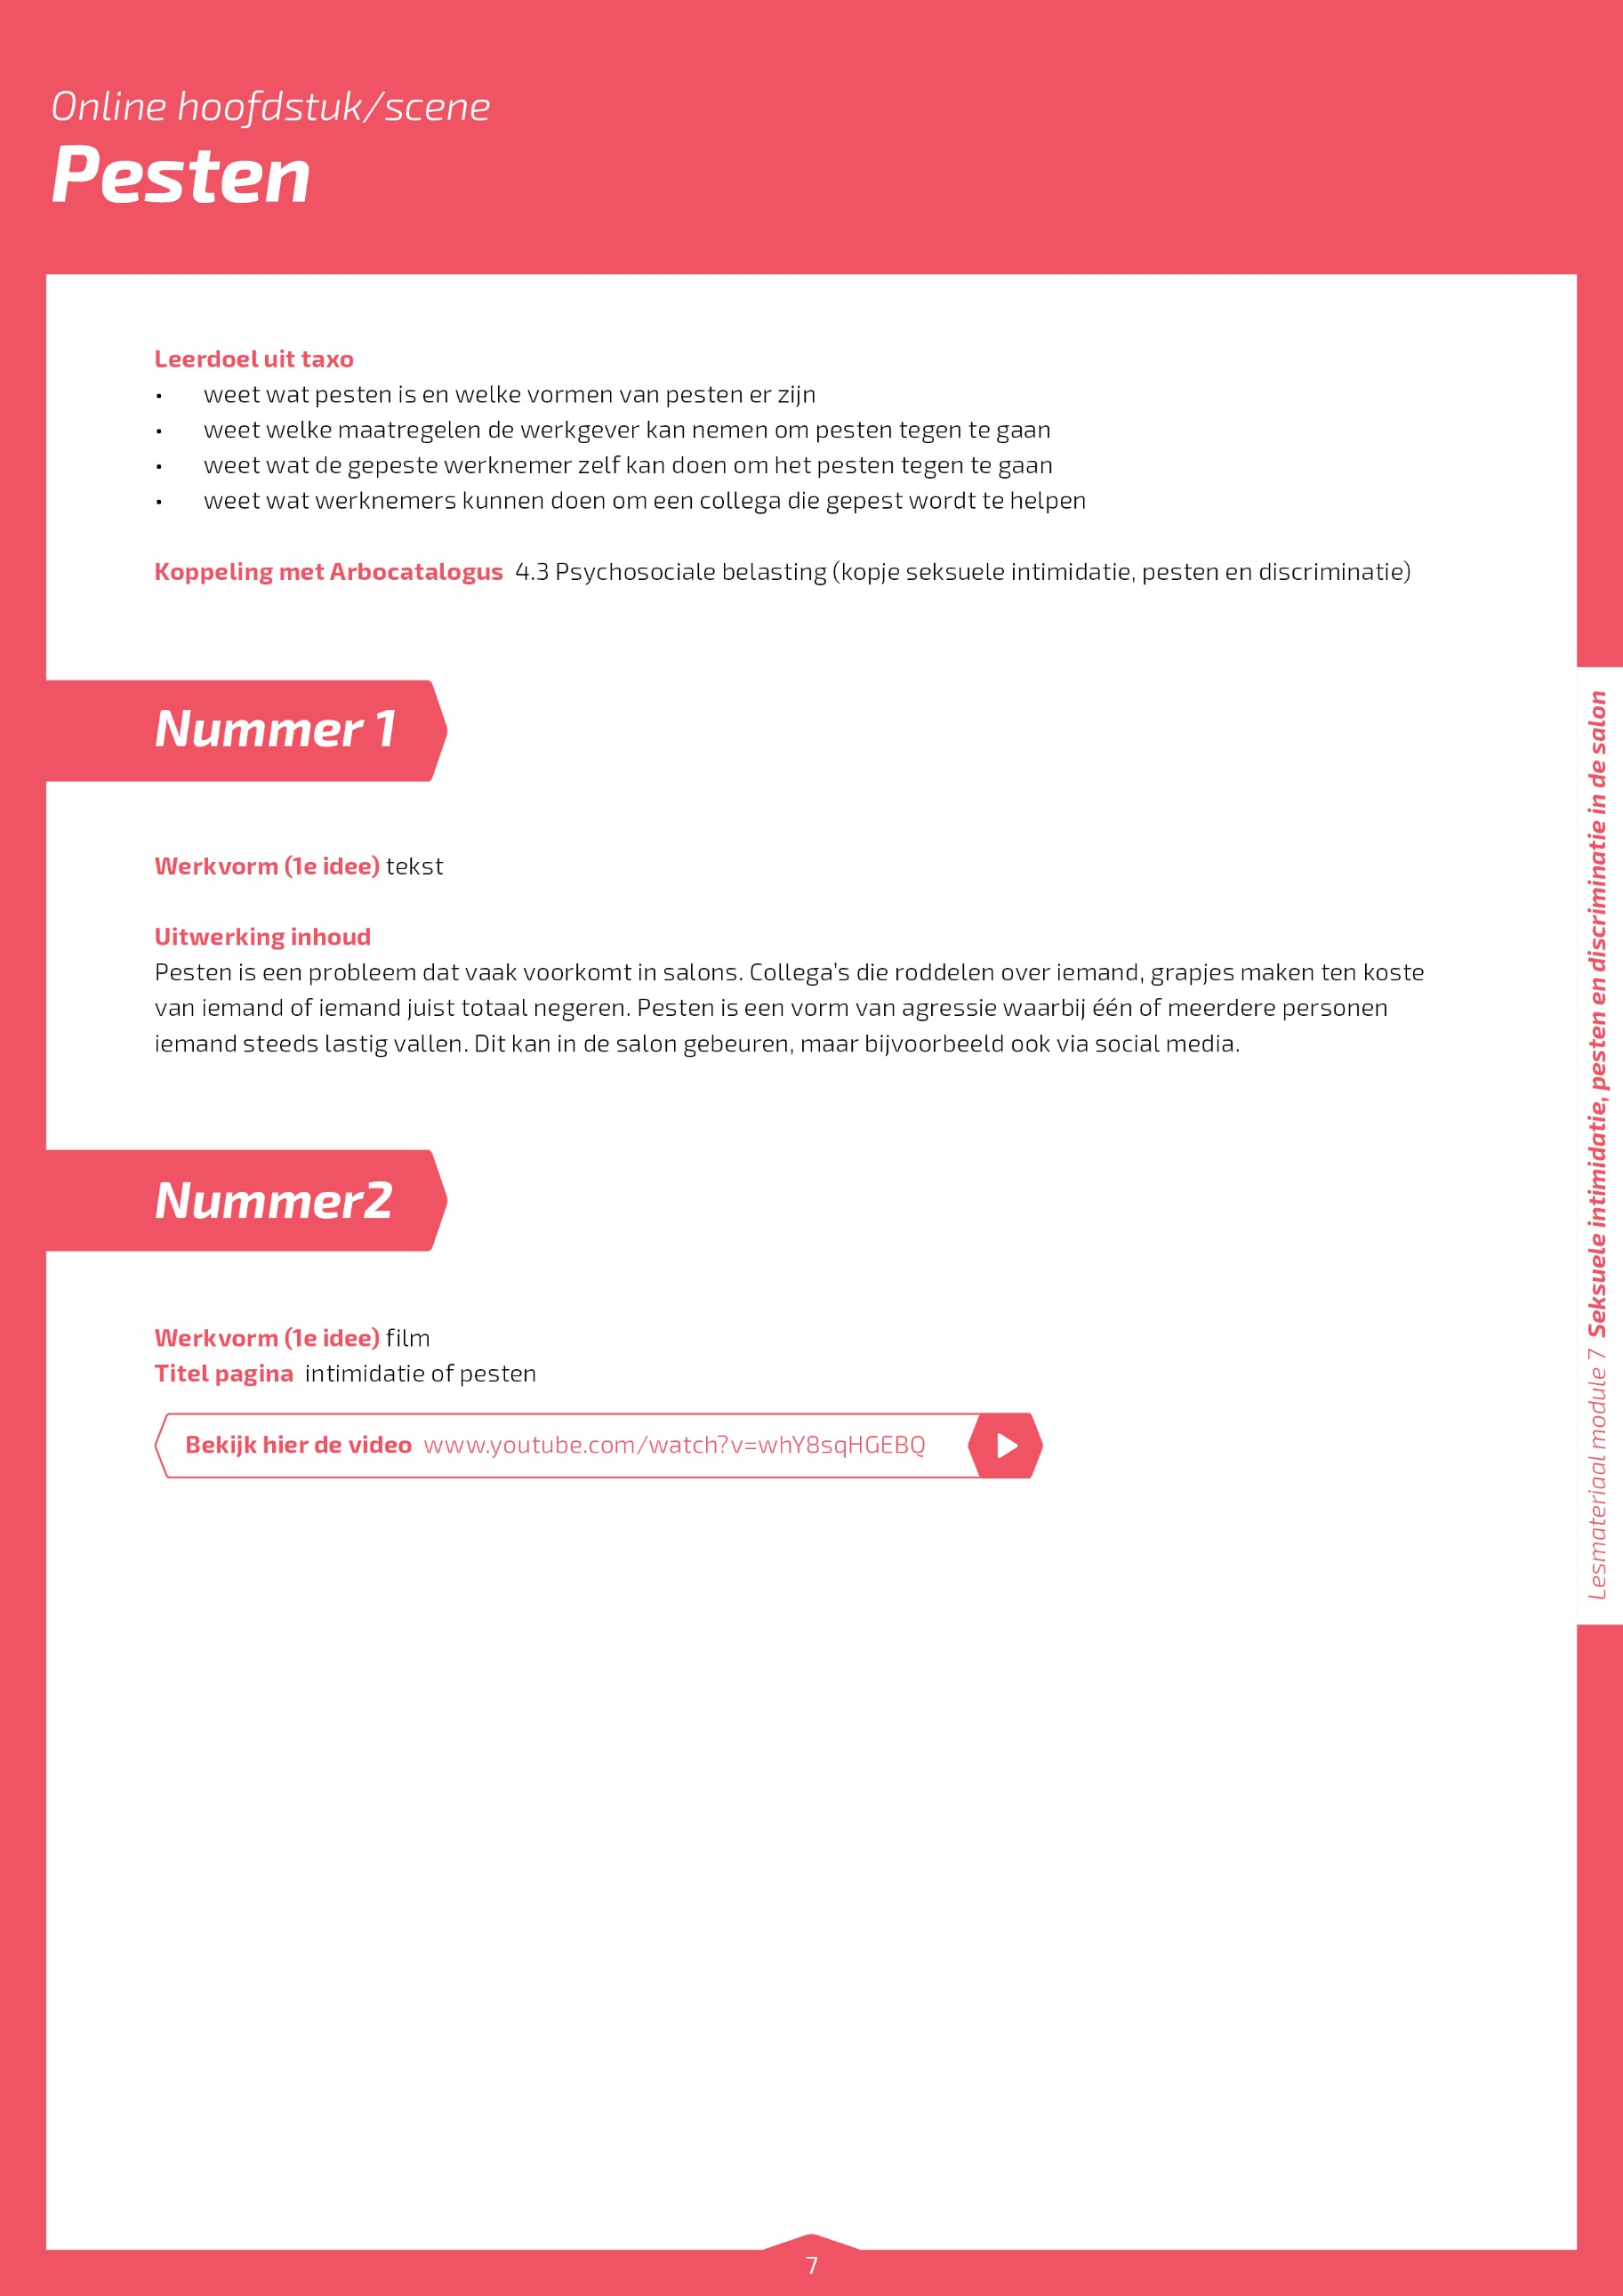 Online hoofdstuk/scene
Pesten
Leerdoel uit taxo
• weet wat pesten is en welke vormen van pesten er zijn
• weet welke maatregelen de werkgever kan nemen om pesten tegen te gaan
• weet wat de gepeste werknemer zelf kan doen om het pesten tegen te gaan
• weet wat werknemers kunnen doen om een collega die gepest wordt te helpen
Koppeling met Arbocatalogus 4.3 Psychosociale belasting (kopje seksuele intimidatie, pesten en discriminatie)
Nummer 1
Werkvorm (1e idee) tekst
Uitwerking inhoud
Pesten is een probleem dat vaak voorkomt in salons. Collega’s die roddelen over iemand, grapjes maken ten koste
van iemand of iemand juist totaal negeren. Pesten is een vorm van agressie waarbij één of meerdere personen
iemand steeds lastig vallen. Dit kan in de salon gebeuren, maar bijvoorbeeld ook via social media.
Nummer2
Werkvorm (1e idee) film
Titel pagina intimidatie of pesten
Bekijk hier de video www.youtube.com/watch?v=whY8sqHGEBQ
Lesmateriaal module 7 Seksuele intimidatie, pesten en discriminatie in de salon
7